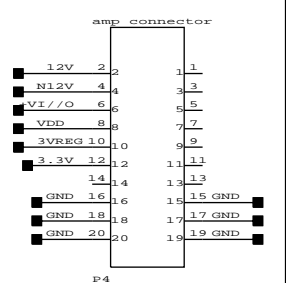 amp connector
12V 2 2 1 1
N12V 4 4 3 3
+VI//O 6 6 5 5
VDD 8 8 7 7
3VREG 10 10 9 9
3.3V 12 12 11 11
14 14 13 13
GND 16 16 15 15 GND
GND 18 18 17 17 GND
GND 20 20 19 19 GND
P4